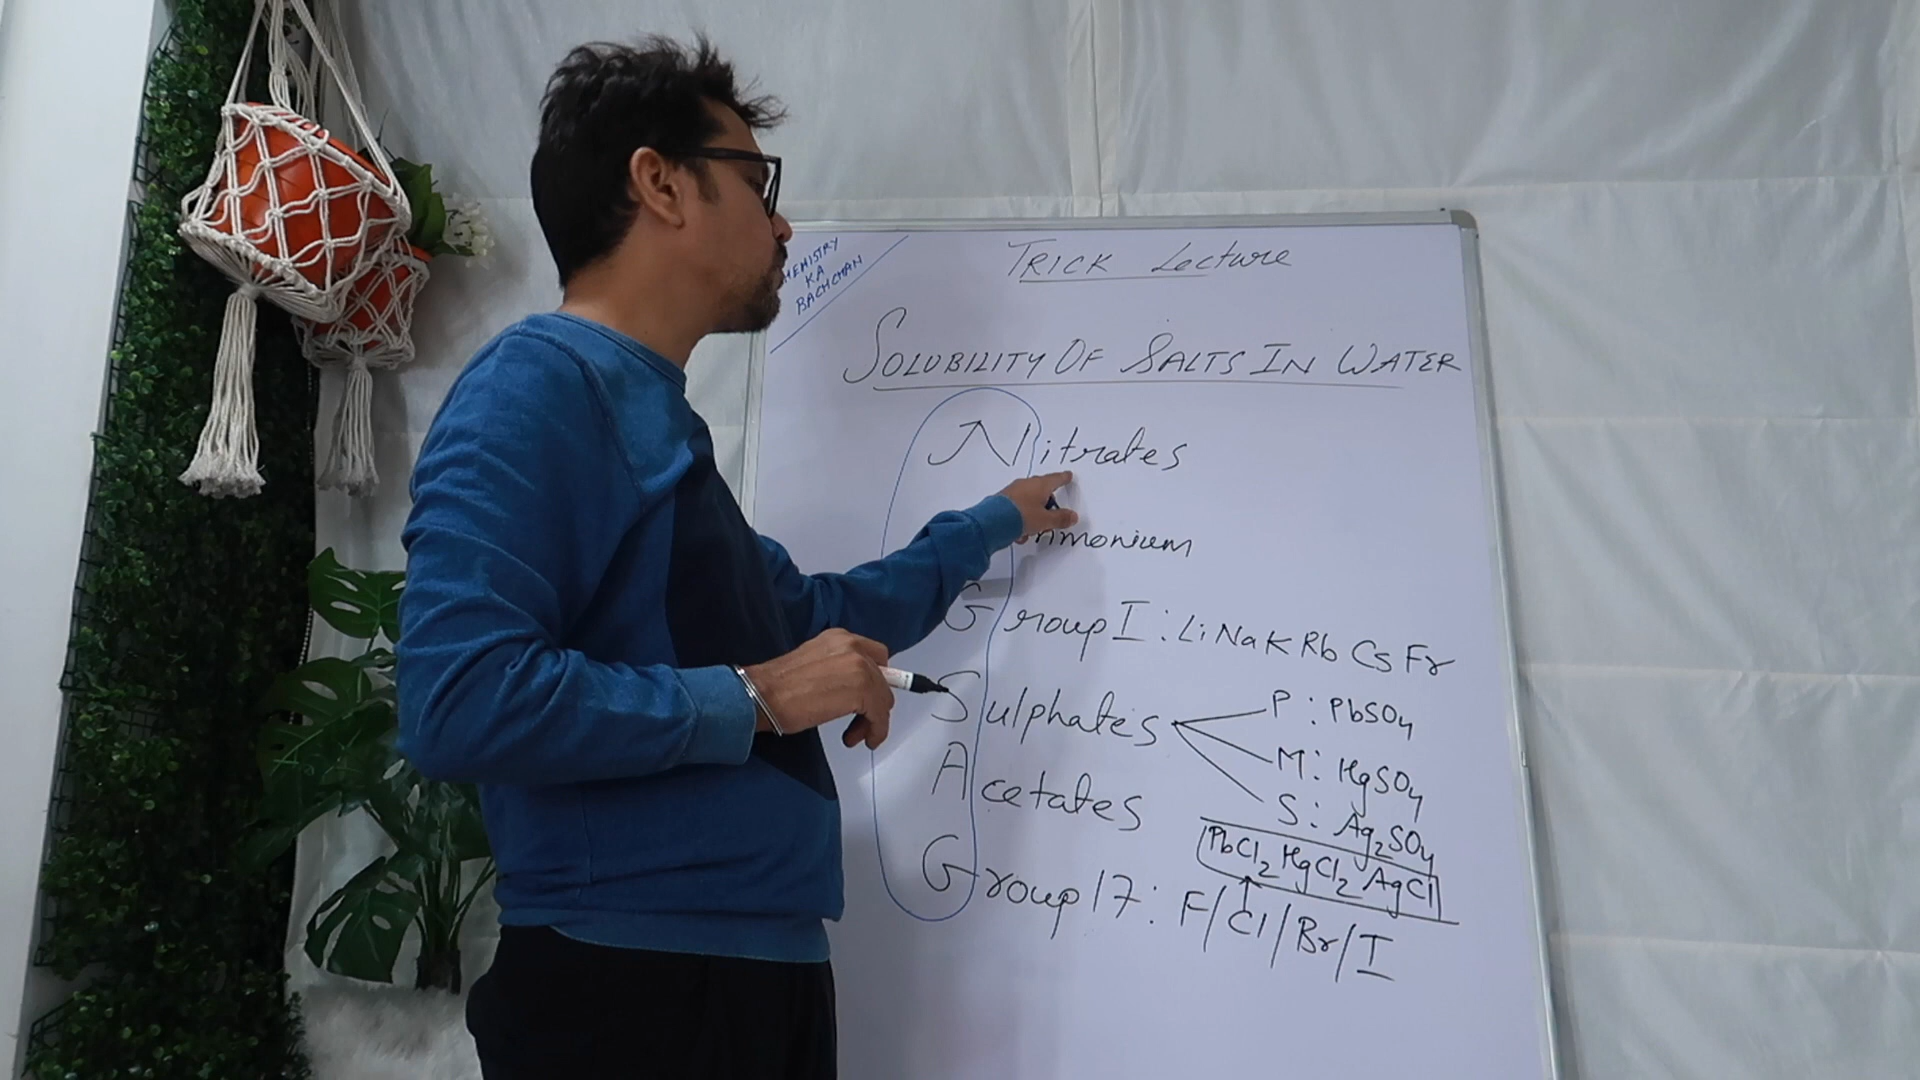 CHEMISTRY
KA
BACHCHAN
TRICK Lecture
SOLUBILITY OF SALTS IN WATER
Nitrates
mmonium
Group I : Li Na K Rb Cs Fr
Sulphates
P : PbSO4
M : HgSO4
S : Ag2SO4
Acetates
PbCl2 HgCl2 AgCl
Group 17 : F/Cl/Br/I